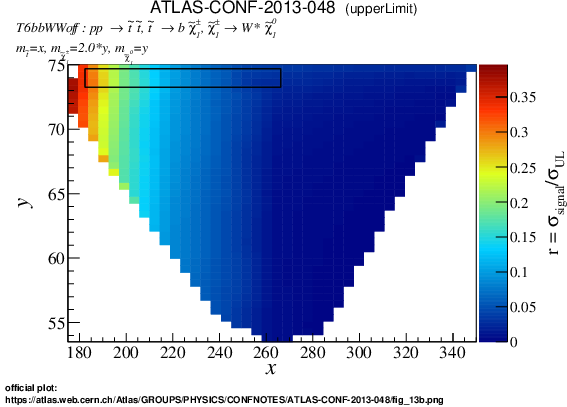 ATLAS-CONF-2013-048 (upperLimit)
T6bbWWoff : pp → t̃ t̃, t̃ → b χ̃₁±, χ̃₁± → W* χ̃₁⁰
m_t̃=x, m_χ̃₁±=2.0*y, m_χ̃₁⁰=y
75
70
65
60
55
y
180 200 220 240 260 280 300 320 340
x
0.35
0.3
0.25
0.2
0.15
0.1
0.05
0
r = σ_signal/σ_UL
official plot:
https://atlas.web.cern.ch/Atlas/GROUPS/PHYSICS/CONFNOTES/ATLAS-CONF-2013-048/fig_13b.png